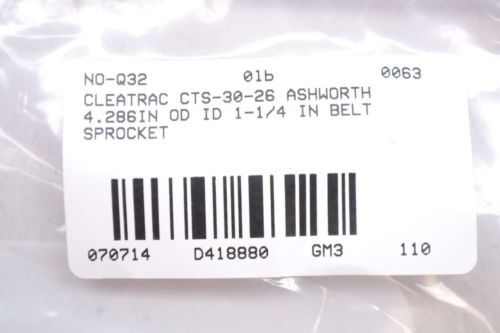 NO-Q32 01b 0063
CLEATRAC CTS-30-26 ASHWORTH
4.286IN OD ID 1-1/4 IN BELT
SPROCKET
070714 D418880 GM3 110